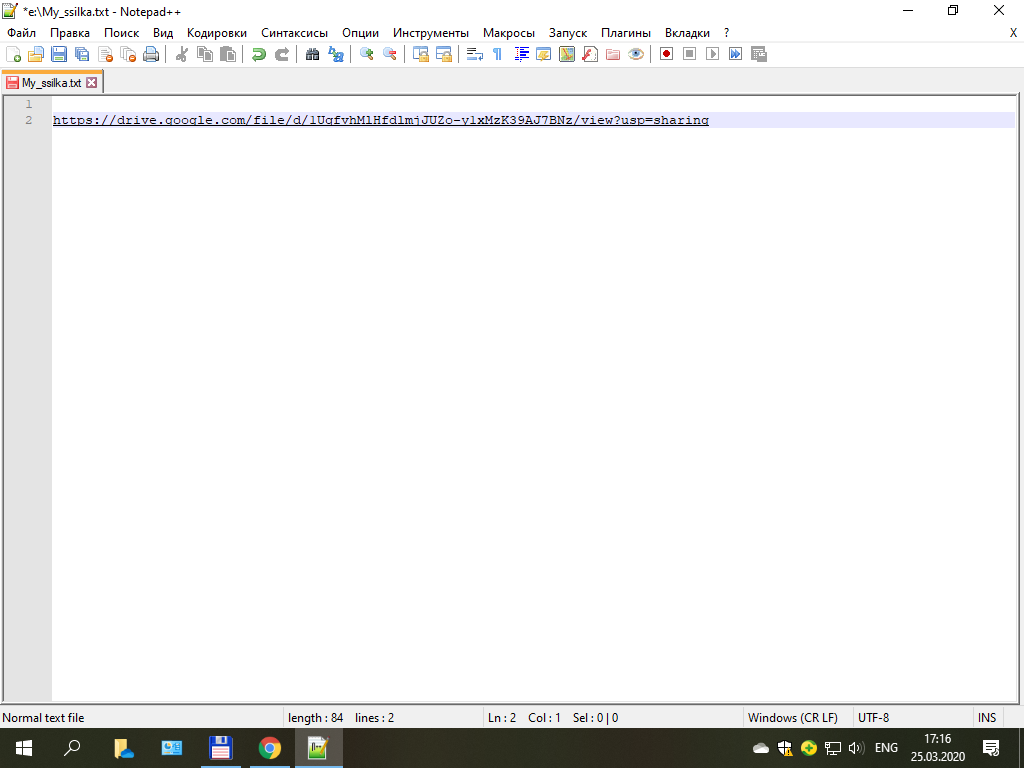 *e:\My_ssilka.txt - Notepad++
Файл Правка Поиск Вид Кодировки Синтаксисы Опции Инструменты Макросы Запуск Плагины Вкладки ? X
My_ssilka.txt
1
2 https://drive.google.com/file/d/1UgfvhMlHfdlmjJUZo-y1xMzK39AJ7BNz/view?usp=sharing
Normal text file length : 84 lines : 2 Ln : 2 Col : 1 Sel : 0 | 0 Windows (CR LF) UTF-8 INS
ENG 17:16
25.03.2020